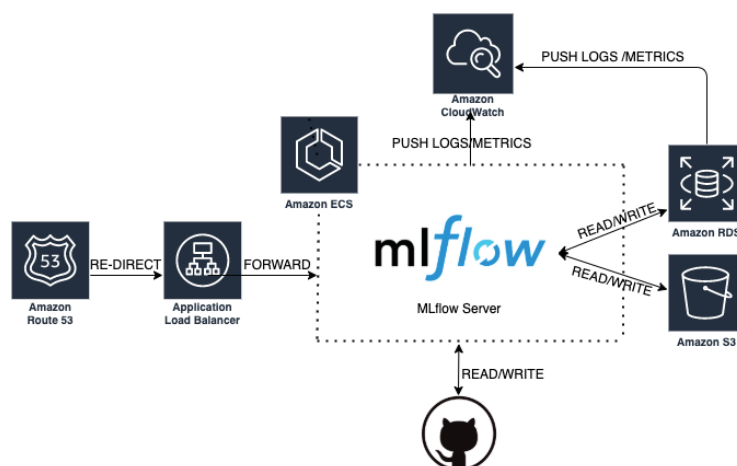 PUSH LOGS /METRICS
Amazon
CloudWatch
PUSH LOGS/METRICS
Amazon ECS
READ/WRITE
Amazon RDS
mlflow
53
RE-DIRECT
FORWARD
READ/WRITE
Amazon
Route 53
Application
Load Balancer
MLflow Server
Amazon S3
READ/WRITE